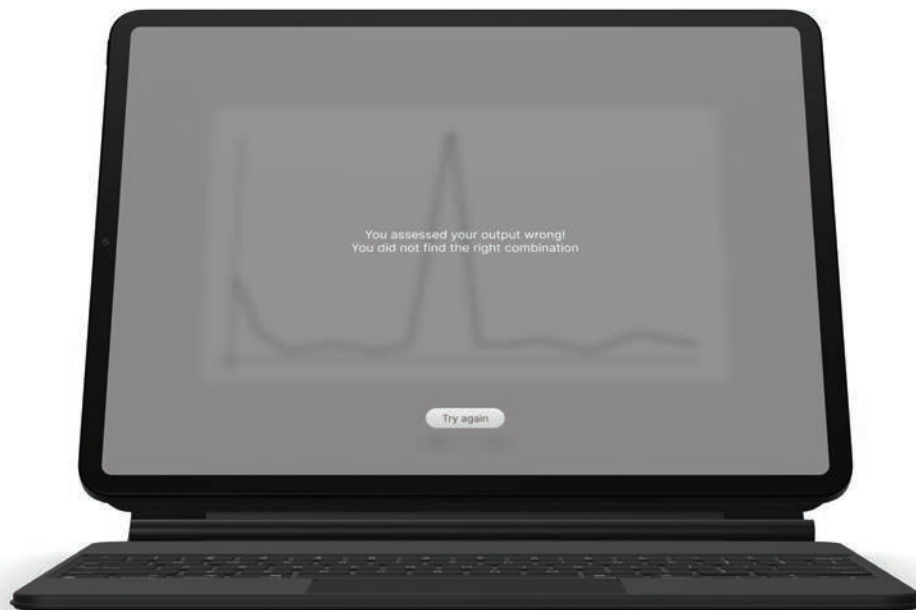 You assessed your output wrong!
You did not find the right combination
Try again